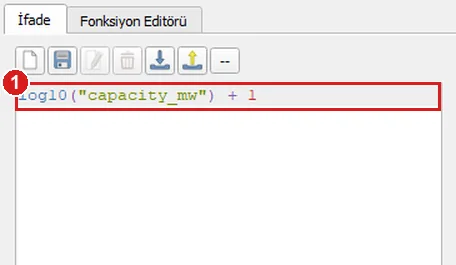 İfade
Fonksiyon Editörü
--
1
log10("capacity_mw") + 1